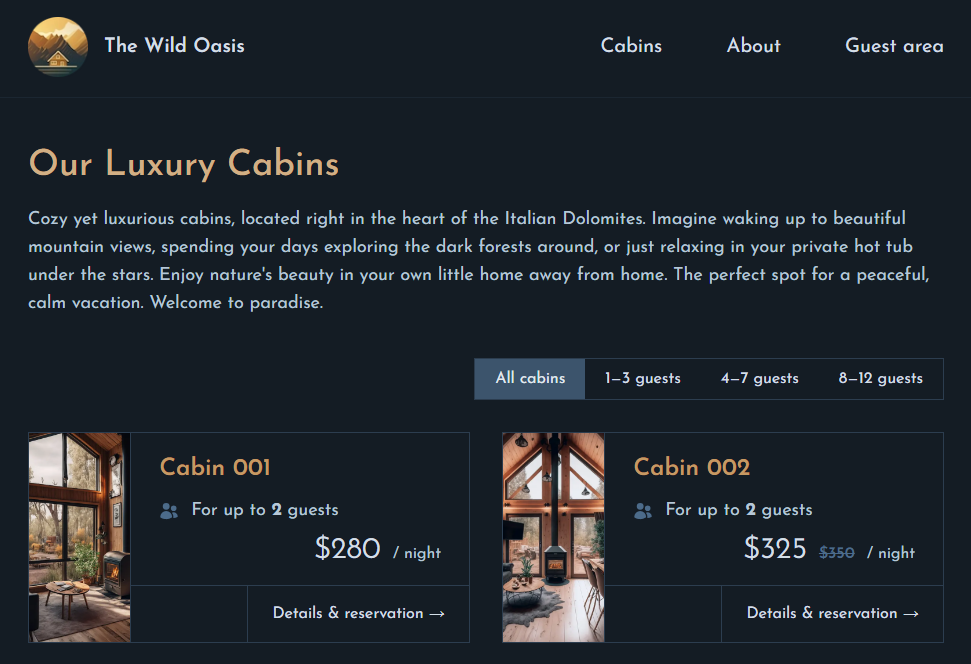 The Wild Oasis
Cabins
About
Guest area
Our Luxury Cabins
Cozy yet luxurious cabins, located right in the heart of the Italian Dolomites. Imagine waking up to beautiful
mountain views, spending your days exploring the dark forests around, or just relaxing in your private hot tub
under the stars. Enjoy nature's beauty in your own little home away from home. The perfect spot for a peaceful,
calm vacation. Welcome to paradise.
All cabins
1–3 guests
4–7 guests
8–12 guests
Cabin 001
For up to 2 guests
$280 / night
Details & reservation →
Cabin 002
For up to 2 guests
$325 $350 / night
Details & reservation →